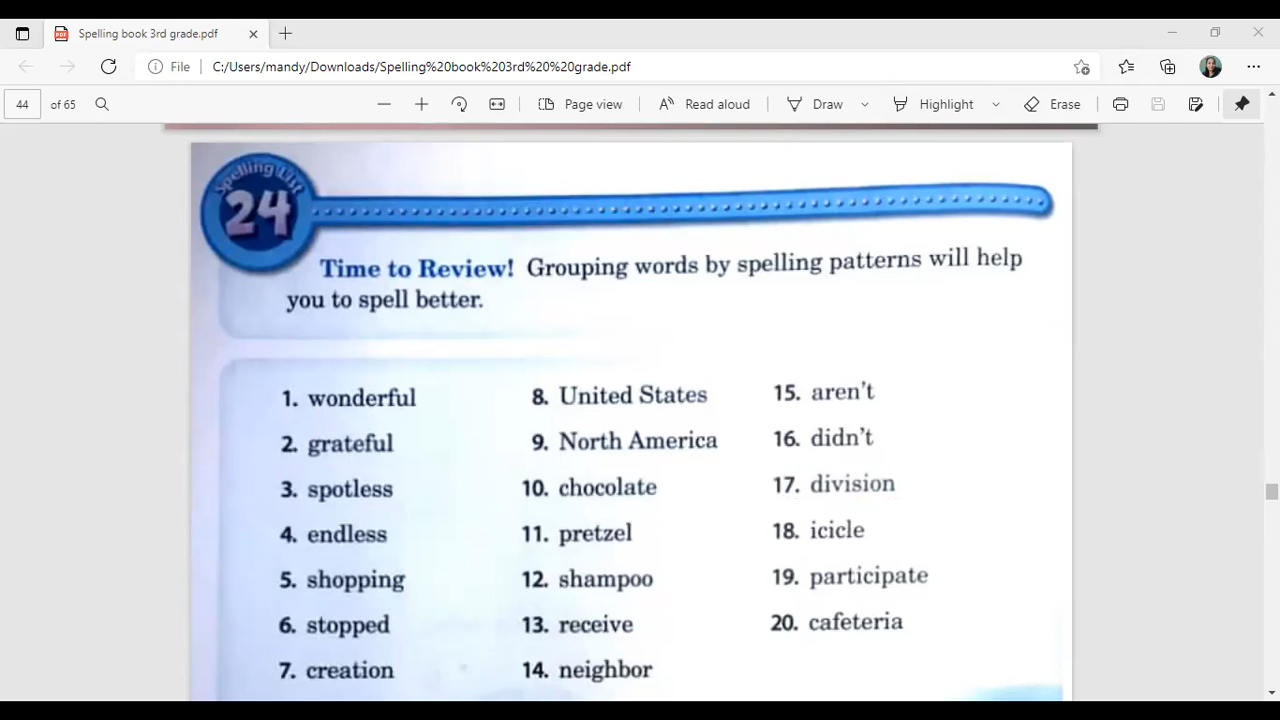 Spelling book 3rd grade.pdf
File C:/Users/mandy/Downloads/Spelling%20book%203rd%20%20grade.pdf
44 of 65 Page view Read aloud Draw Highlight Erase
Spelling List
24
Time to Review! Grouping words by spelling patterns will help
you to spell better.
1. wonderful
2. grateful
3. spotless
4. endless
5. shopping
6. stopped
7. creation
8. United States
9. North America
10. chocolate
11. pretzel
12. shampoo
13. receive
14. neighbor
15. aren't
16. didn't
17. division
18. icicle
19. participate
20. cafeteria